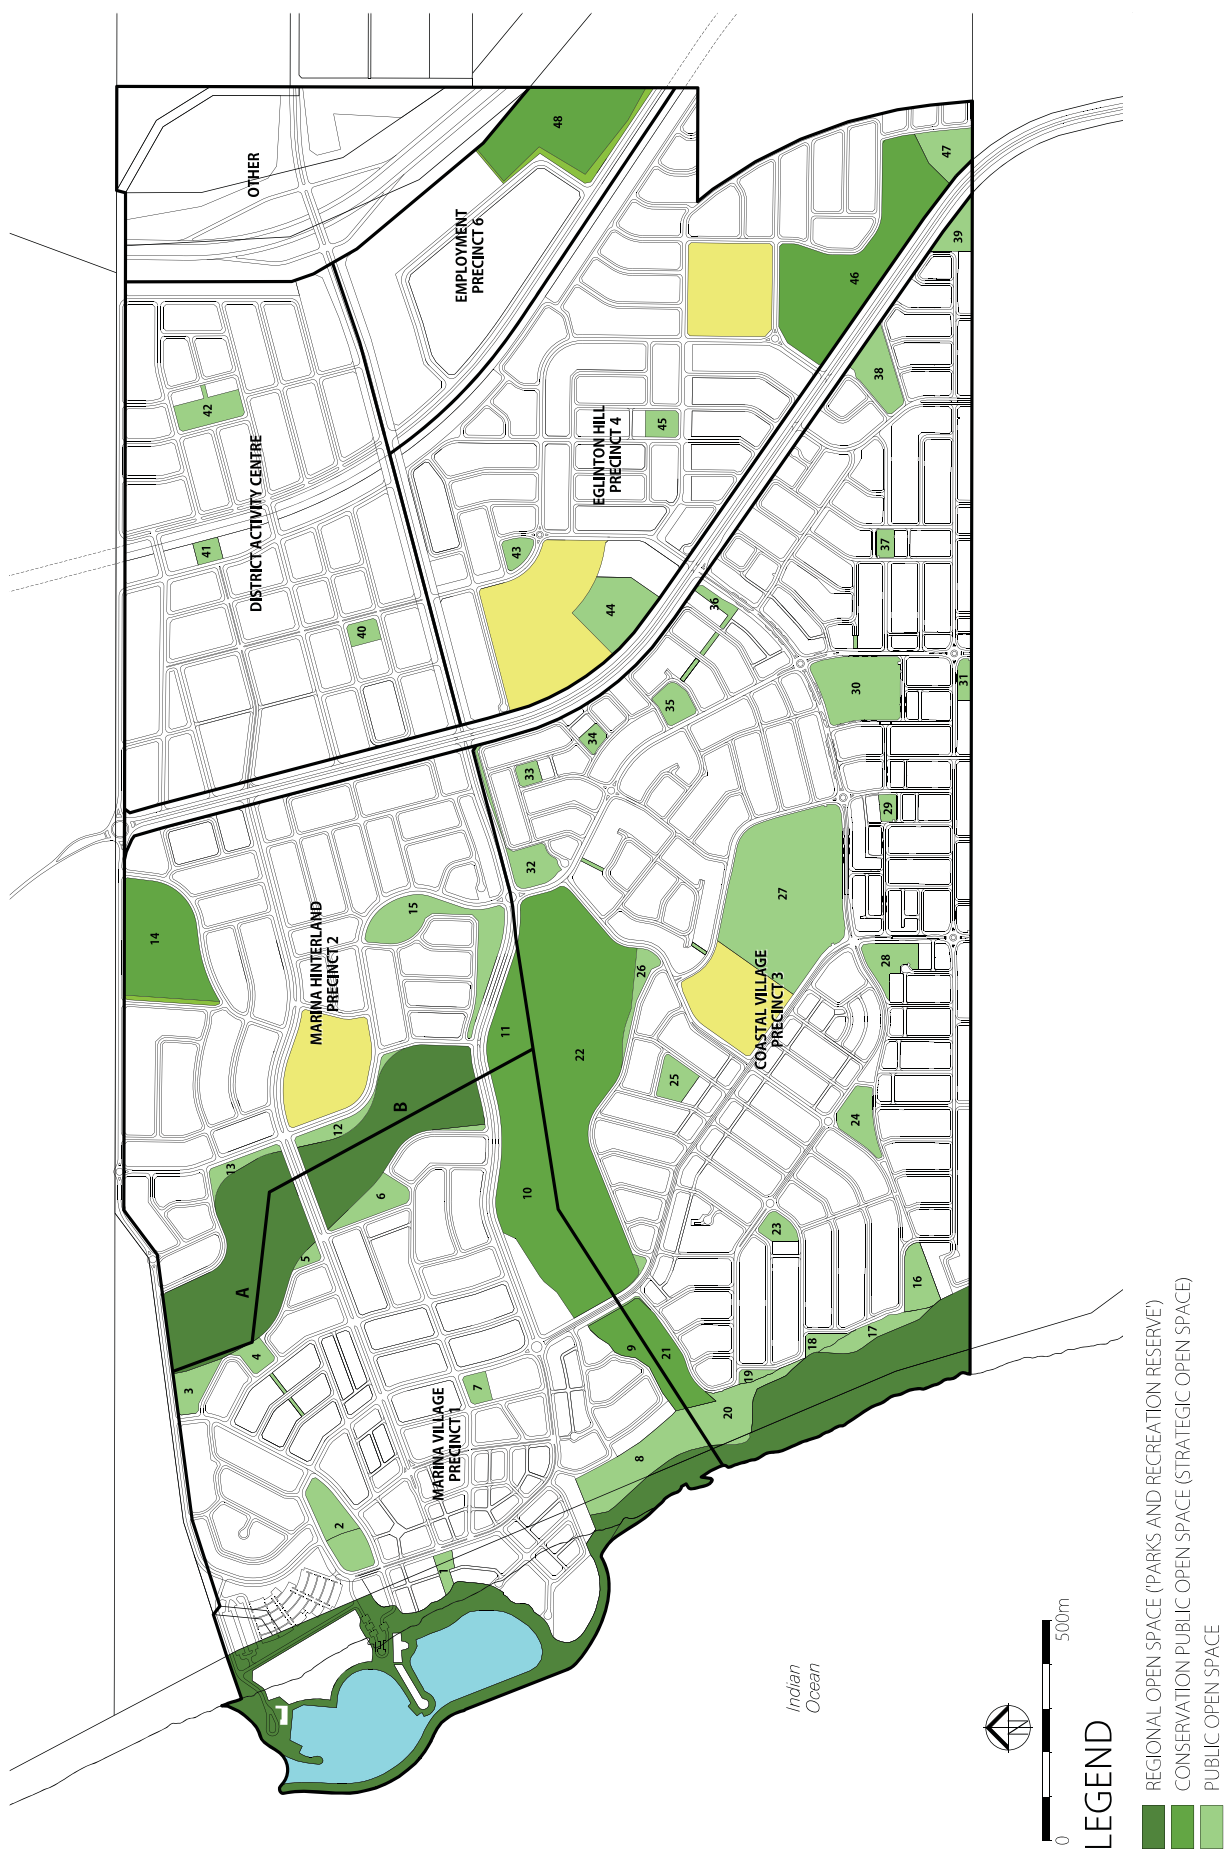 OTHER
48
47
39
46
EMPLOYMENT
PRECINCT 6
42
38
DISTRICT ACTIVITY CENTRE
EGLINTON HILL
PRECINCT 4
45
41
43
37
44
36
40
30
31
35
34
33
29
32
27
28
15
14
MARINA HINTERLAND
PRECINCT 2
26
11
22
COASTAL VILLAGE
PRECINCT 3
25
B
12
24
13
6
10
23
5
A
16
17
18
19
4
3
9
21
20
7
MARINA VILLAGE
PRECINCT 1
8
2
1
Indian
Ocean
N
0
500m
LEGEND
REGIONAL OPEN SPACE ('PARKS AND RECREATION RESERVE')
CONSERVATION PUBLIC OPEN SPACE (STRATEGIC OPEN SPACE)
PUBLIC OPEN SPACE